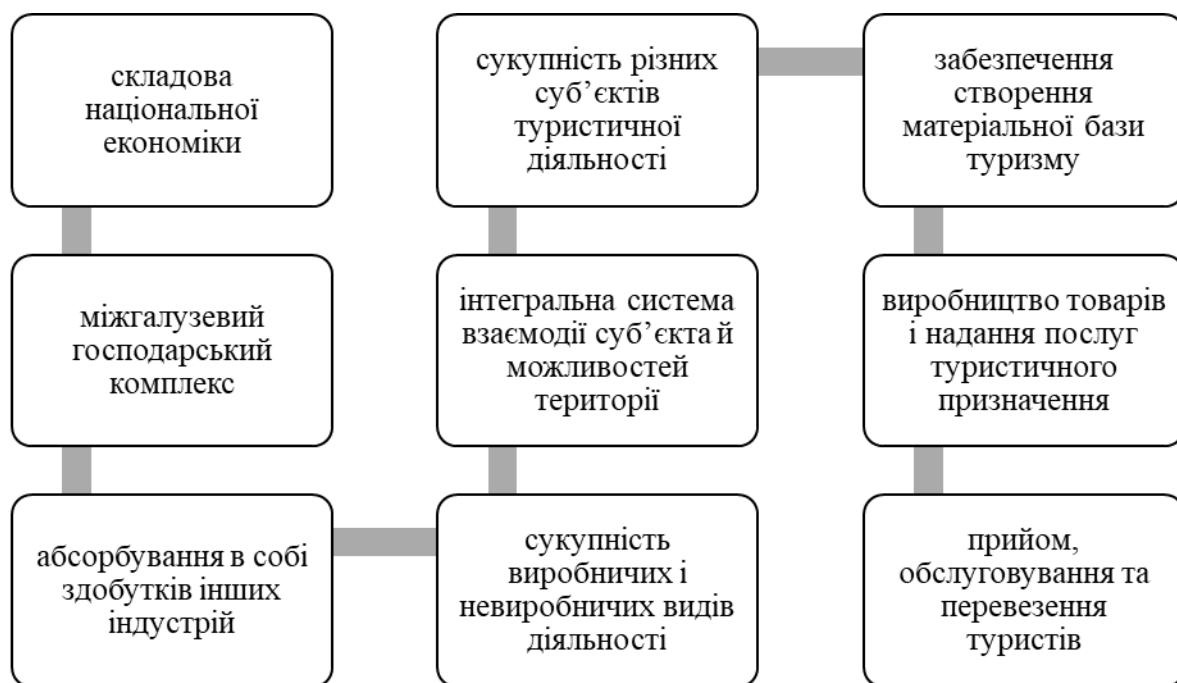 складова
національної
економіки
міжгалузевий
господарський
комплекс
абсорбування в собі
здобутків інших
індустрій
сукупність
виробничих і
невиробничих видів
діяльності
інтегральна система
взаємодії суб’єкта й
можливостей
території
сукупність різних
суб’єктів
туристичної
діяльності
забезпечення
створення
матеріальної бази
туризму
виробництво товарів
і надання послуг
туристичного
призначення
прийом,
обслуговування та
перевезення
туристів